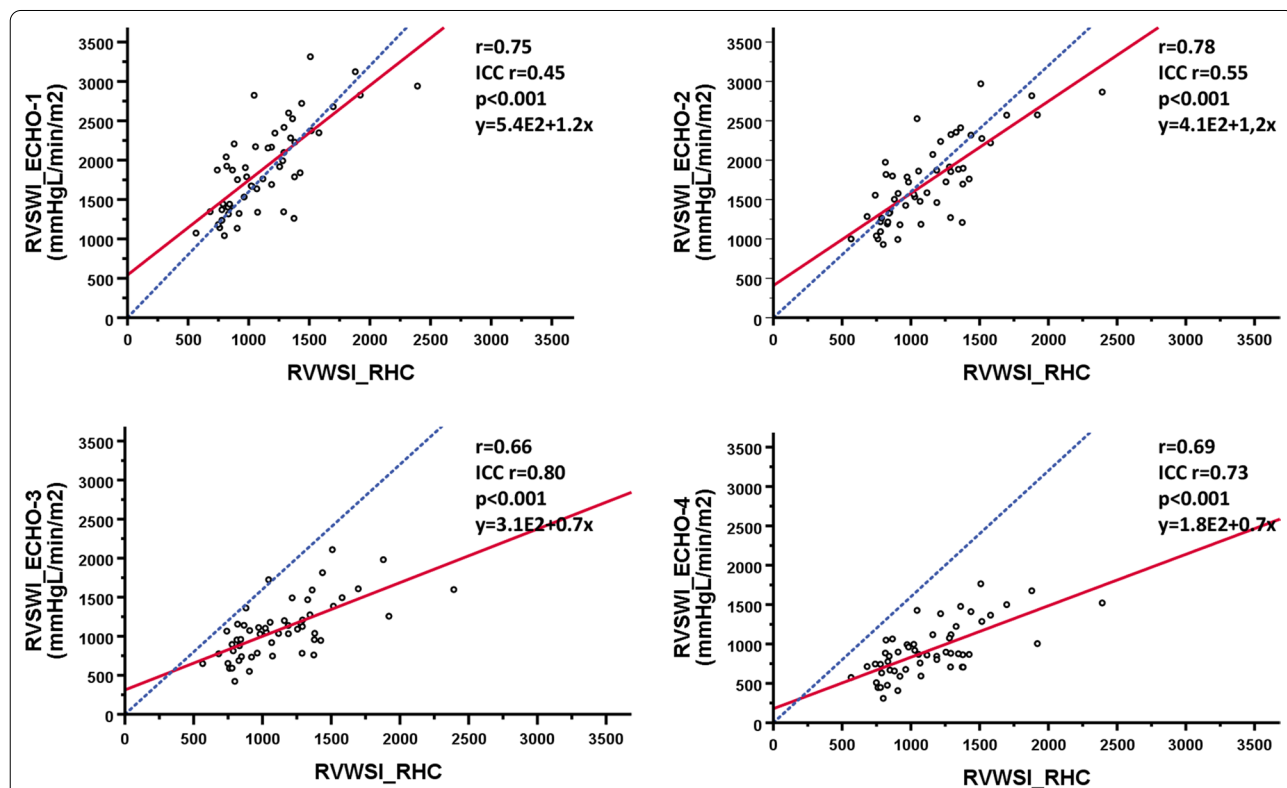 RVSWI_ECHO-1
(mmHgL/min/m2)
3500
3000
2500
2000
1500
1000
500
0
r=0.75
ICC r=0.45
p<0.001
y=5.4E2+1.2x
0
500
1000
1500
2000
2500
3000
3500
RVWSI_RHC
RVSWI_ECHO-2
(mmHgL/min/m2)
3500
3000
2500
2000
1500
1000
500
0
r=0.78
ICC r=0.55
p<0.001
y=4.1E2+1,2x
0
500
1000
1500
2000
2500
3000
3500
RVWSI_RHC
RVSWI_ECHO-3
(mmHgL/min/m2)
3500
3000
2500
2000
1500
1000
500
0
r=0.66
ICC r=0.80
p<0.001
y=3.1E2+0.7x
0
500
1000
1500
2000
2500
3000
3500
RVWSI_RHC
RVSWI_ECHO-4
(mmHgL/min/m2)
3500
3000
2500
2000
1500
1000
500
0
r=0.69
ICC r=0.73
p<0.001
y=1.8E2+0.7x
0
500
1000
1500
2000
2500
3000
3500
RVWSI_RHC